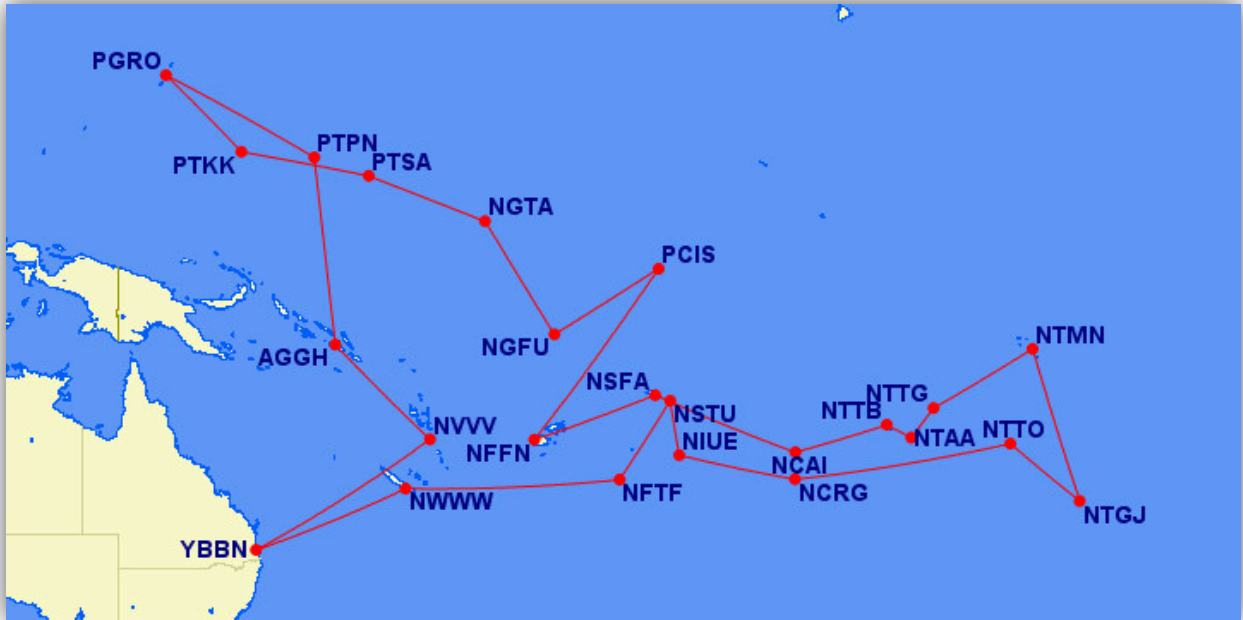 PGRO
PTPN
PTKK
PTSA
NGTA
PCIS
NGFU
AGGH
NTMN
NSFA
NTTG
NSTU
NTTB
NVVV
NIUE
NTAA
NTTO
NFFN
NCAI
NWWW
NFTF
NCRG
NTGJ
YBBN